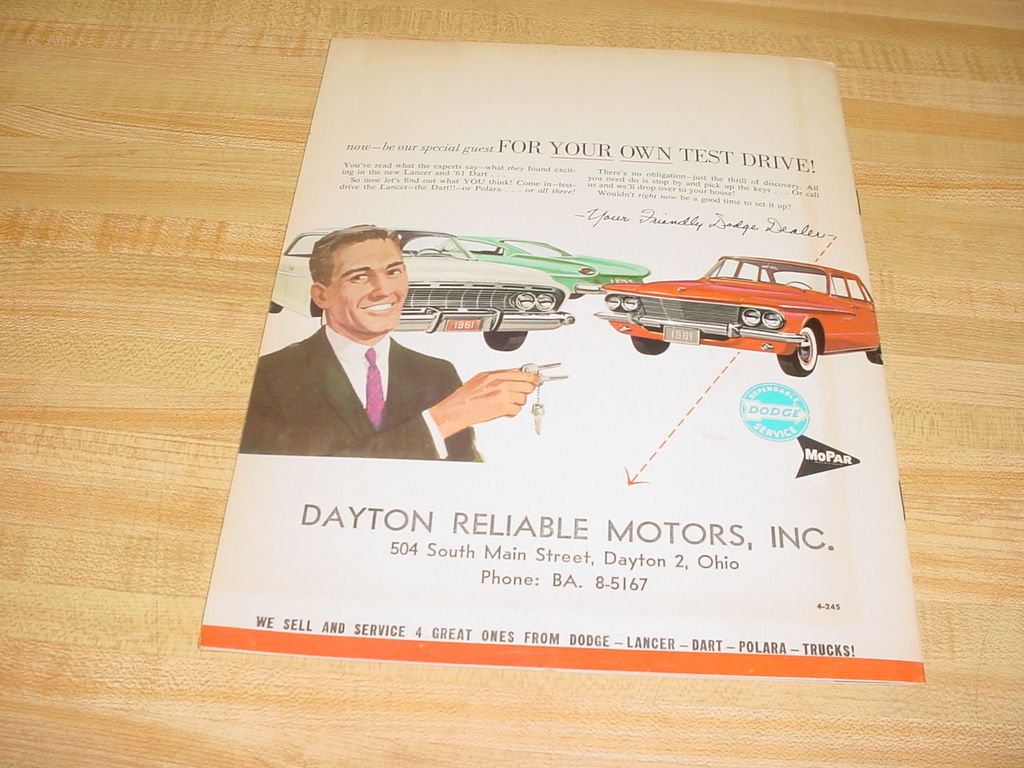 now—be our special guest FOR YOUR OWN TEST DRIVE!
You've read what the experts say—what they found excit-
ing in the new Lancer and '61 Dart . . .
So now let's find out what YOU think! Come in—test-
drive the Lancer—the Dart!!—or Polara . . . or all three!
There's no obligation—just the thrill of discovery. All
you need do is stop by and pick up the keys . . . Or call
us and we'll drop over to your house!
Wouldn't right now be a good time to set it up?
—Your Friendly Dodge Dealer—
1961
1961
DEPENDABLE
DODGE
SERVICE
MOPAR
DAYTON RELIABLE MOTORS, INC.
504 South Main Street, Dayton 2, Ohio
Phone: BA. 8-5167
4-245
WE SELL AND SERVICE 4 GREAT ONES FROM DODGE – LANCER – DART – POLARA – TRUCKS!